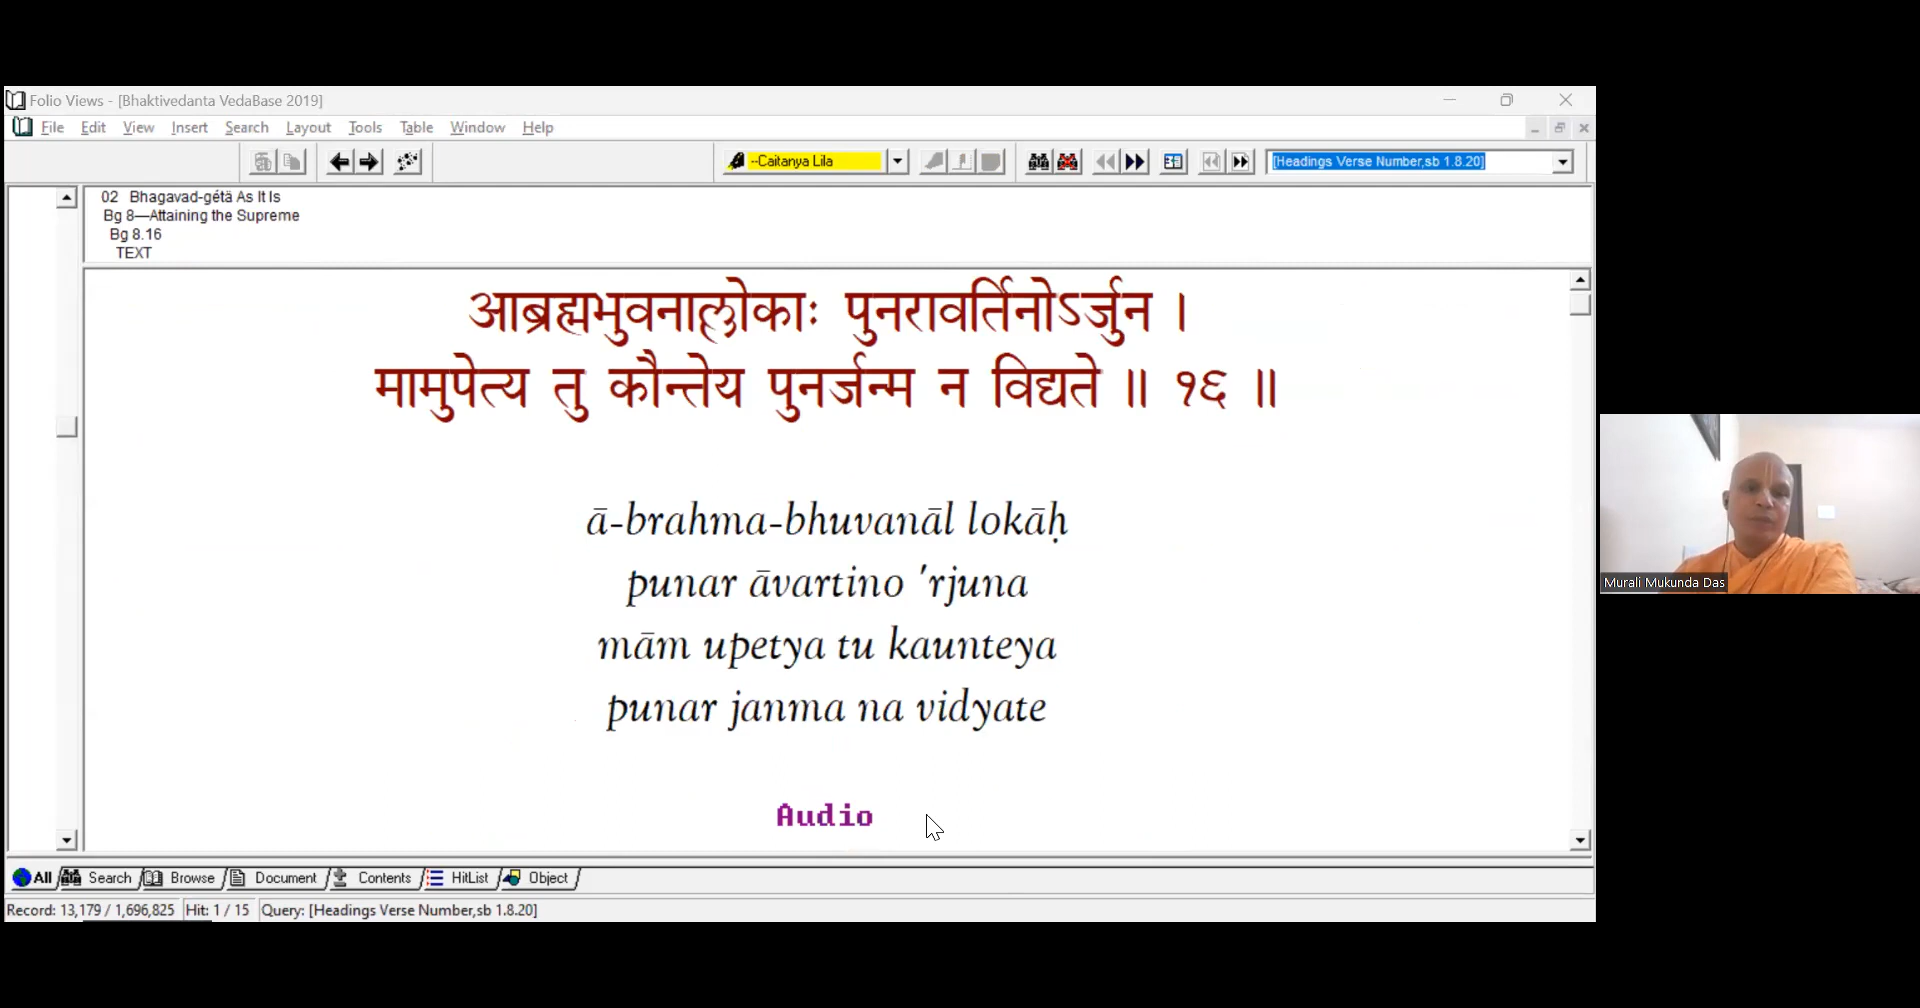 Folio Views - [Bhaktivedanta VedaBase 2019]
File Edit View Insert Search Layout Tools Table Window Help
--Caitanya Lila
[Headings Verse Number,sb 1.8.20]
02 Bhagavad-gétä As It Is
Bg 8—Attaining the Supreme
Bg 8.16
TEXT
आब्रह्मभुवनाल्लोकाः पुनरावर्तिनोऽर्जुन ।
मामुपेत्य तु कौन्तेय पुनर्जन्म न विद्यते ॥ १६ ॥
ā-brahma-bhuvanāl lokāḥ
punar āvartino 'rjuna
mām upetya tu kaunteya
punar janma na vidyate
Audio
All Search Browse Document Contents HitList Object
Record: 13,179 / 1,696,825 Hit: 1 / 15 Query: [Headings Verse Number,sb 1.8.20]
Murali Mukunda Das